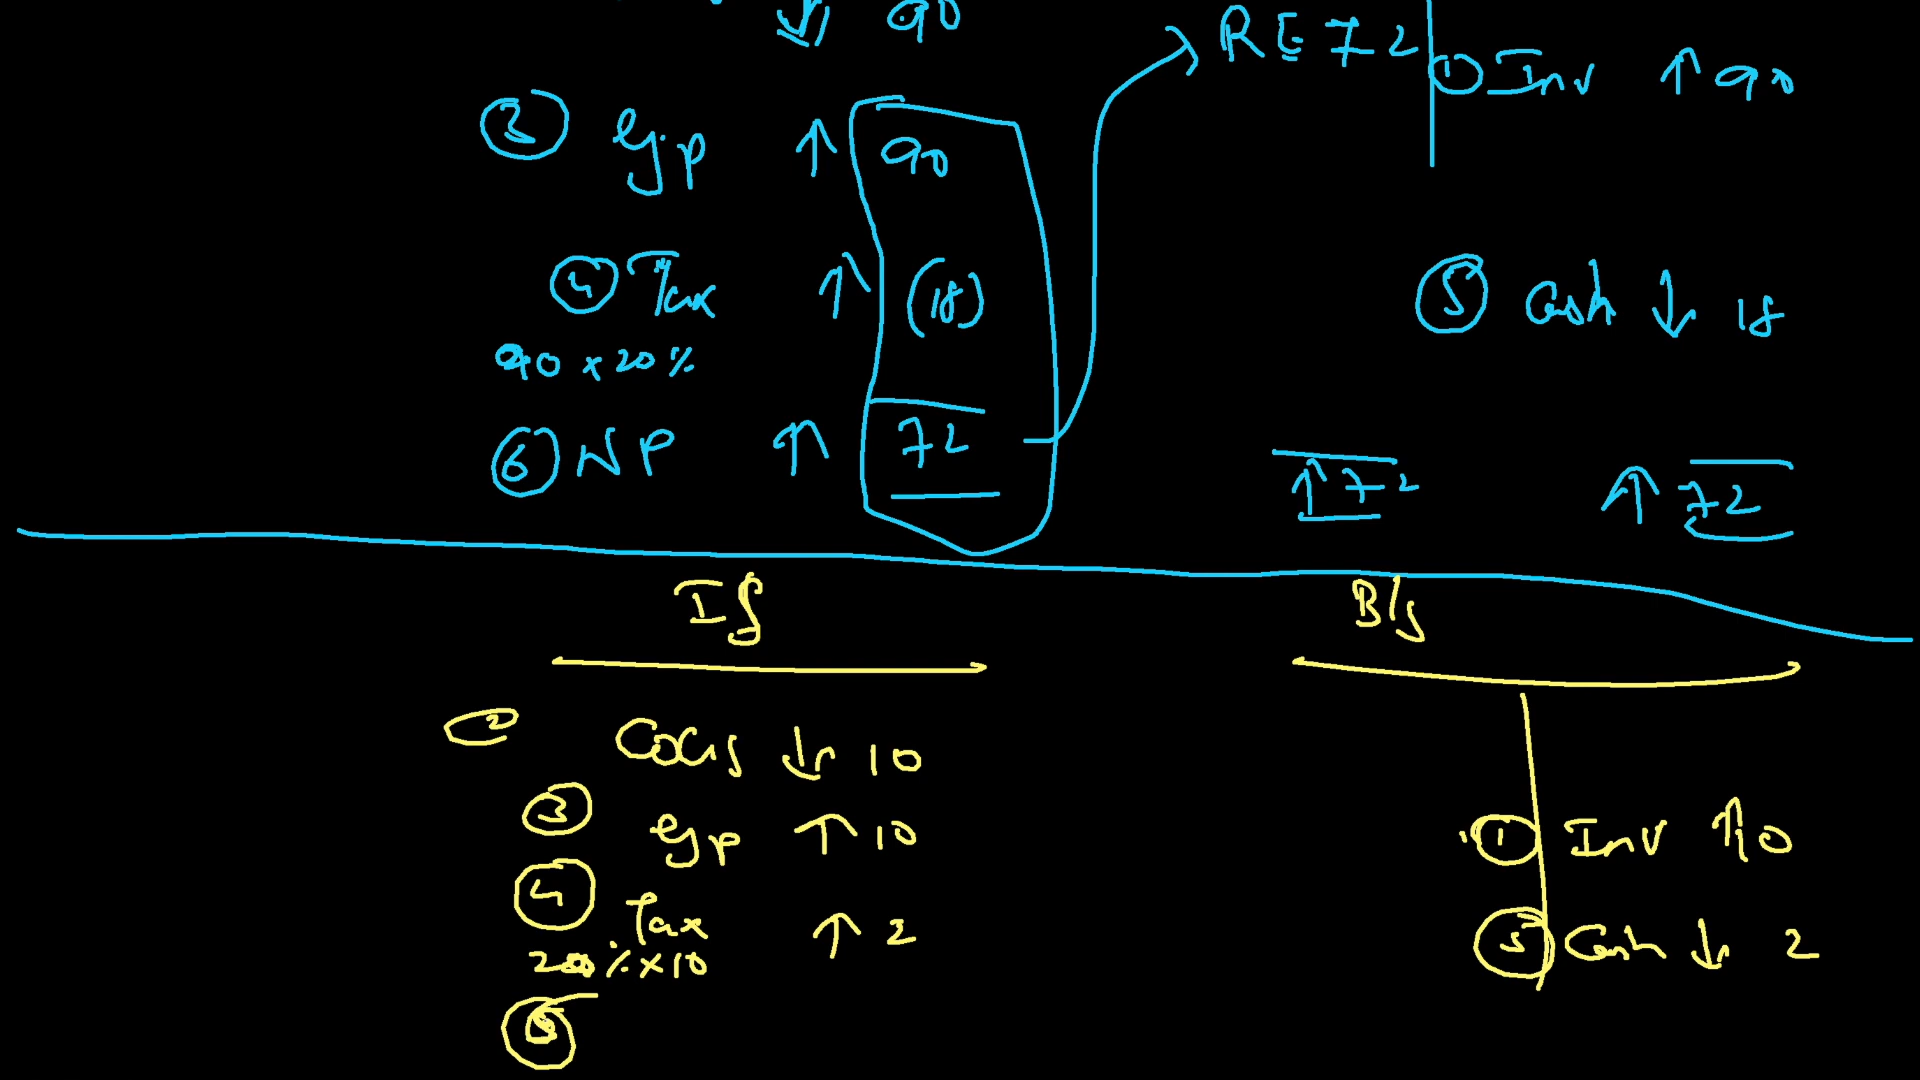 ↓ 90
RE 72
① Inv ↑ 90
③ GP ↑ 90
④ Tax ↑ (18)
⑤ Cash ↓ 18
90 x 20%
⑥ NP ↑ 72
↑ 72 ↑ 72
IS B/S
② COGS ↓ 10
③ GP ↑ 10
① Inv ↑ 10
④ Tax ↑ 2
⑤ Cash ↓ 2
20% x 10